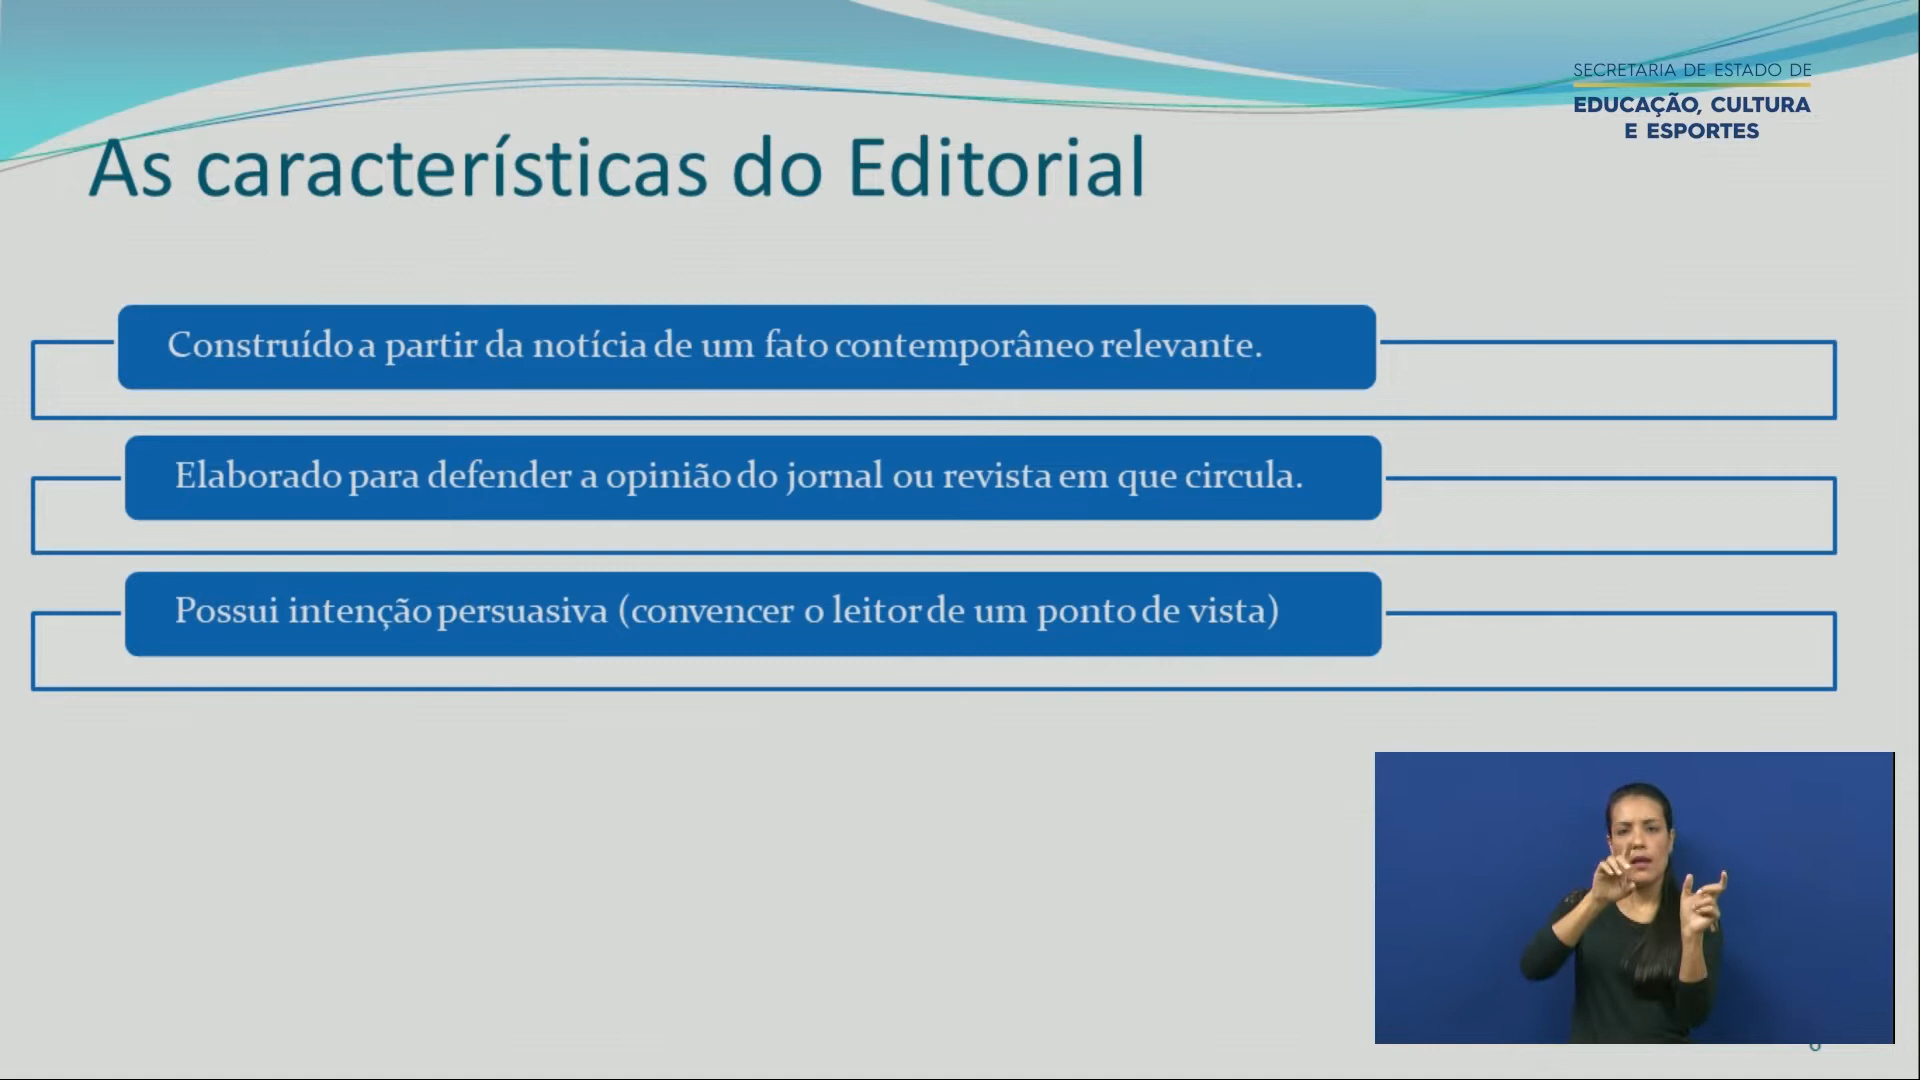 SECRETARIA DE ESTADO DE
EDUCAÇÃO, CULTURA
E ESPORTES
As características do Editorial
Construído a partir da notícia de um fato contemporâneo relevante.
Elaborado para defender a opinião do jornal ou revista em que circula.
Possui intenção persuasiva (convencer o leitor de um ponto de vista)